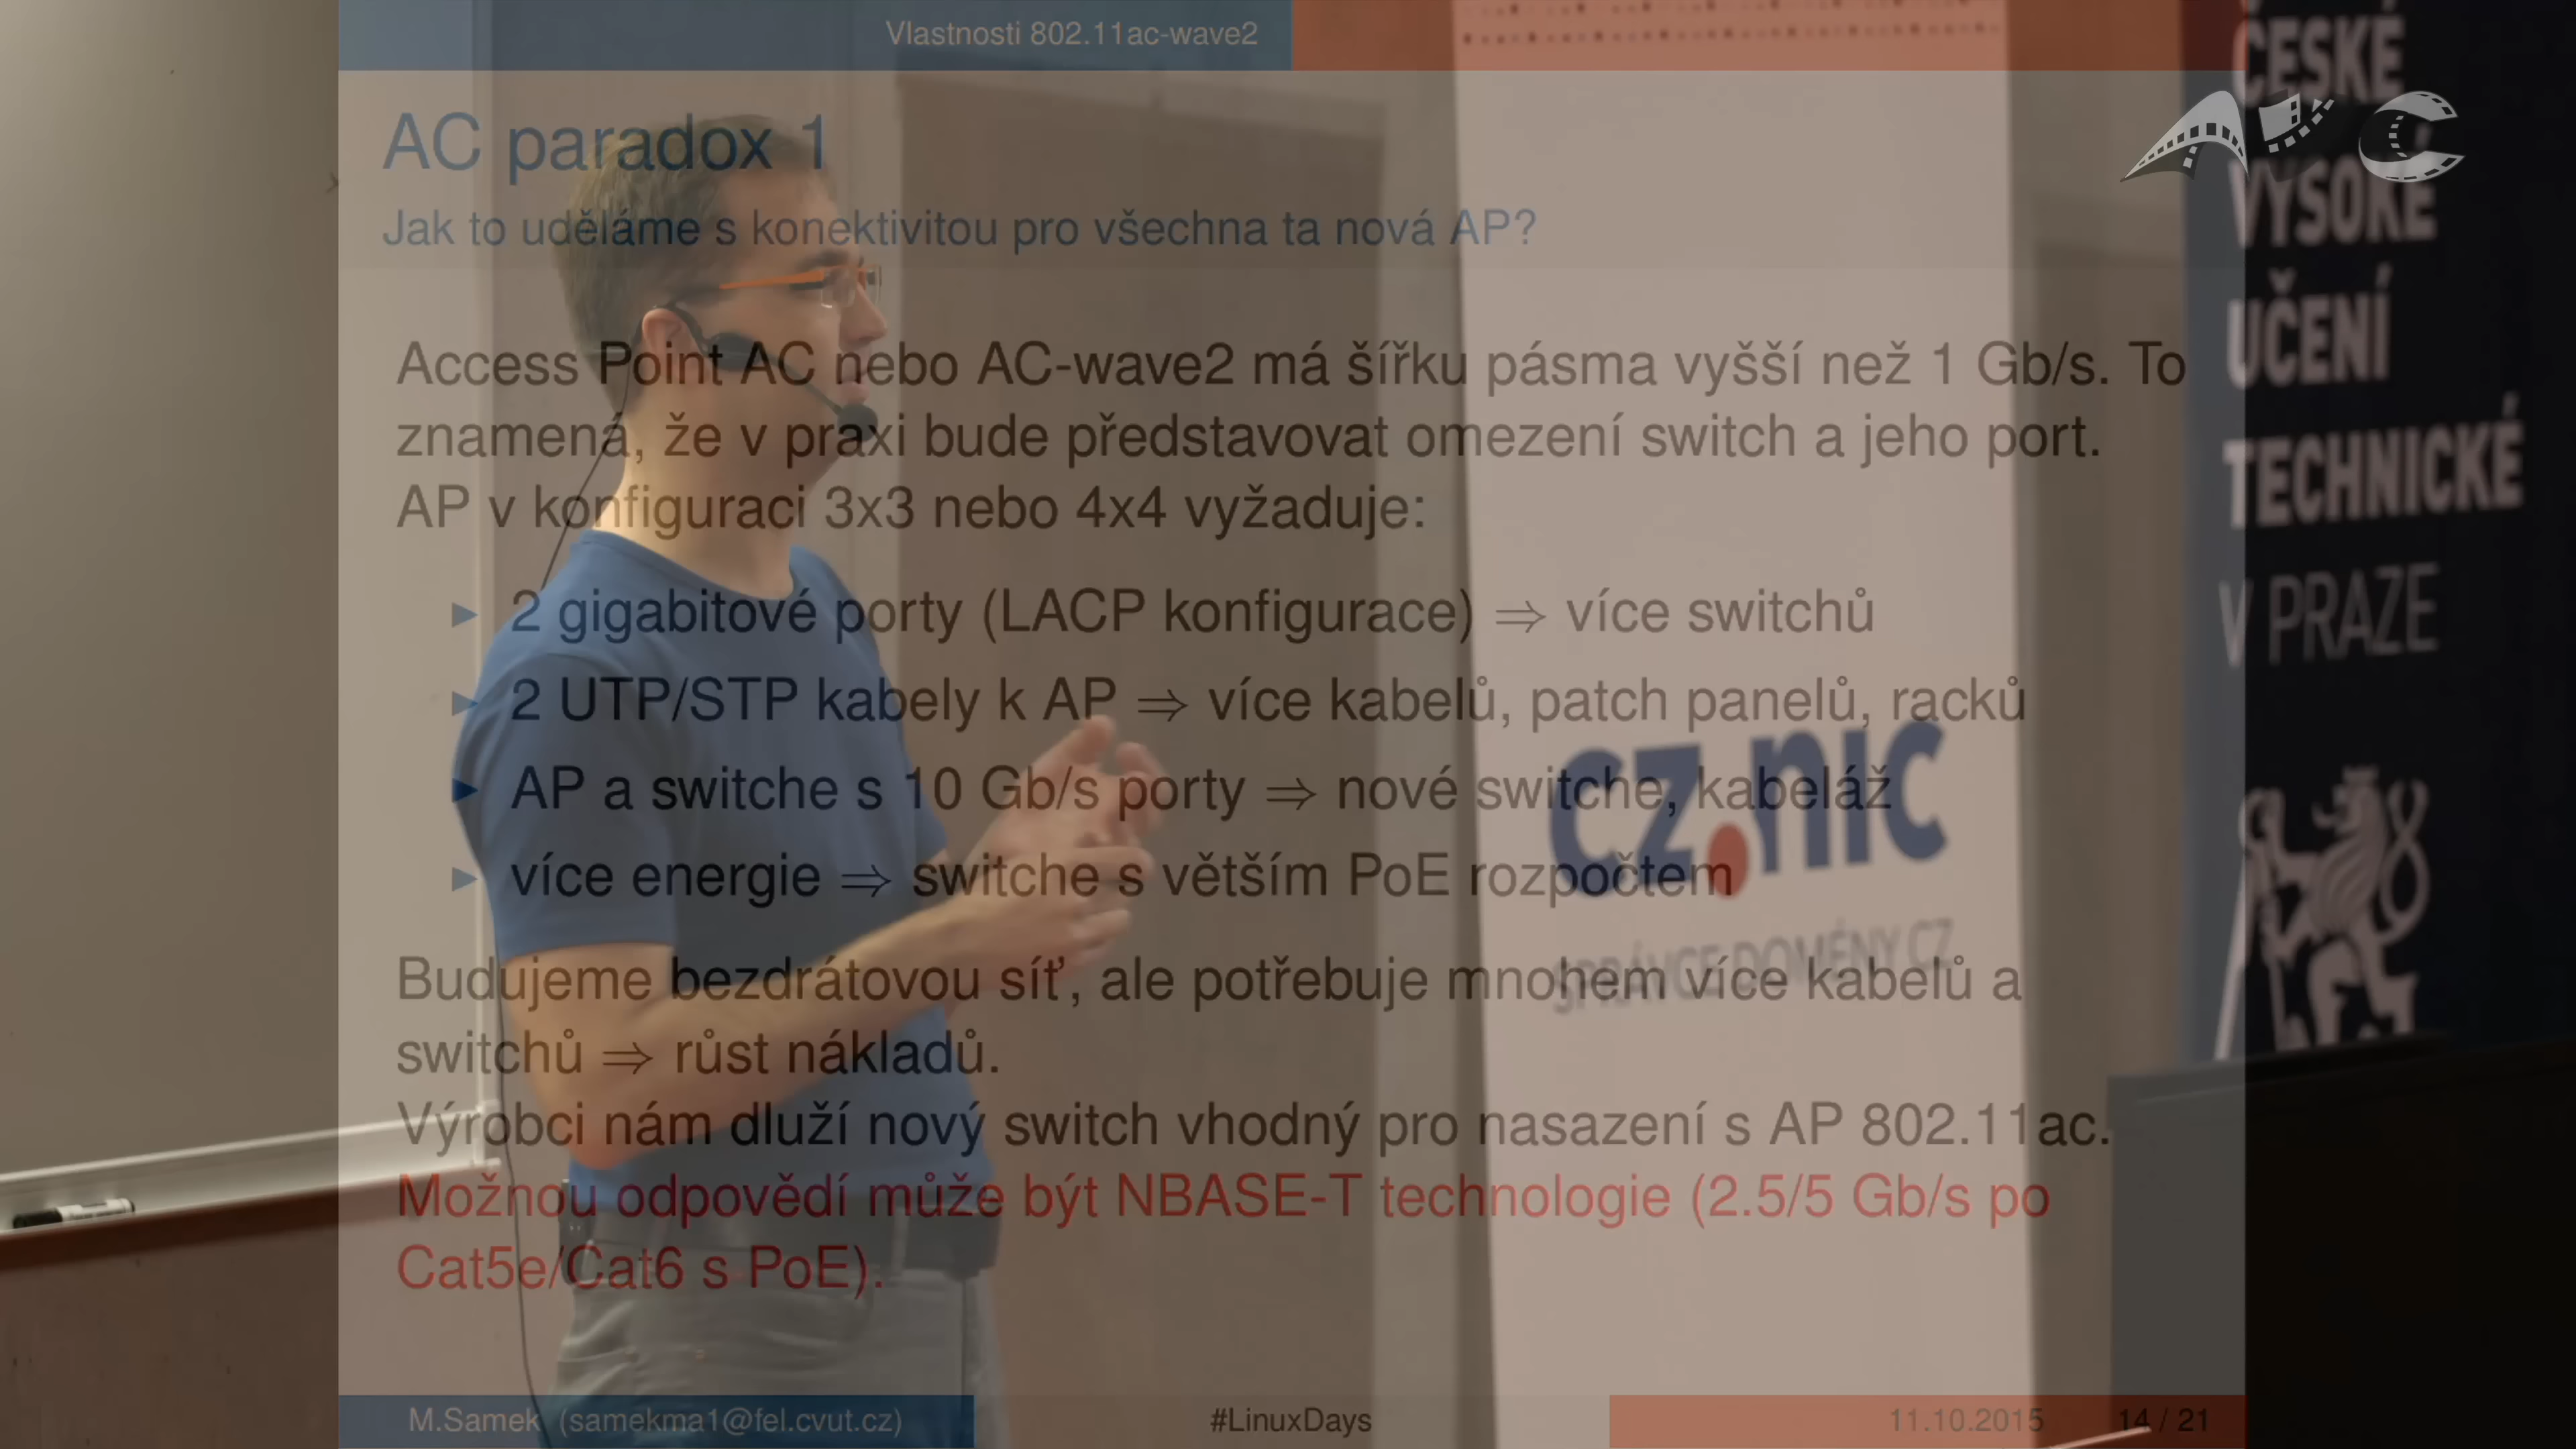 Vlastnosti 802.11ac-wave2
AC paradox 1
Jak to uděláme s konektivitou pro všechna ta nová AP?
Access Point AC nebo AC-wave2 má šířku pásma vyšší než 1 Gb/s. To
znamená, že v praxi bude představovat omezení switch a jeho port.
AP v konfiguraci 3x3 nebo 4x4 vyžaduje:
2 gigabitové porty (LACP konfigurace) ⇒ více switchů
2 UTP/STP kabely k AP ⇒ více kabelů, patch panelů, racků
AP a switche s 10 Gb/s porty ⇒ nové switche, kabeláž
více energie ⇒ switche s větším PoE rozpočtem
Budujeme bezdrátovou síť, ale potřebuje mnohem více kabelů a
switchů ⇒ růst nákladů.
Výrobci nám dluží nový switch vhodný pro nasazení s AP 802.11ac.
Možnou odpovědí může být NBASE-T technologie (2.5/5 Gb/s po
Cat5e/Cat6 s PoE).
M.Samek (samekma1@fel.cvut.cz)
#LinuxDays
11.10.2015
14 / 21
CZ.NIC
SPRÁVCE DOMÉNY CZ
ČESKÉ
VYSOKÉ
UČENÍ
TECHNICKÉ
V PRAZE
AVC